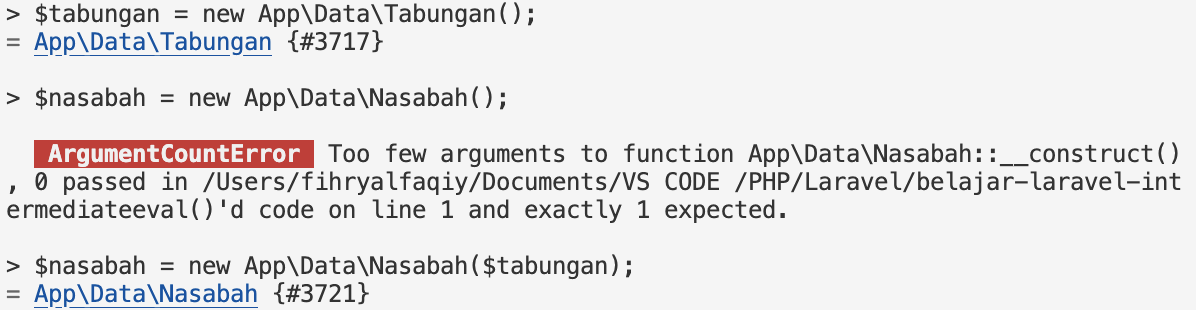 > $tabungan = new App\Data\Tabungan();
= App\Data\Tabungan {#3717}
> $nasabah = new App\Data\Nasabah();
ArgumentCountError Too few arguments to function App\Data\Nasabah::__construct()
, 0 passed in /Users/fihryalfaqiy/Documents/VS CODE /PHP/Laravel/belajar-laravel-int
ermediateeval()'d code on line 1 and exactly 1 expected.
> $nasabah = new App\Data\Nasabah($tabungan);
= App\Data\Nasabah {#3721}